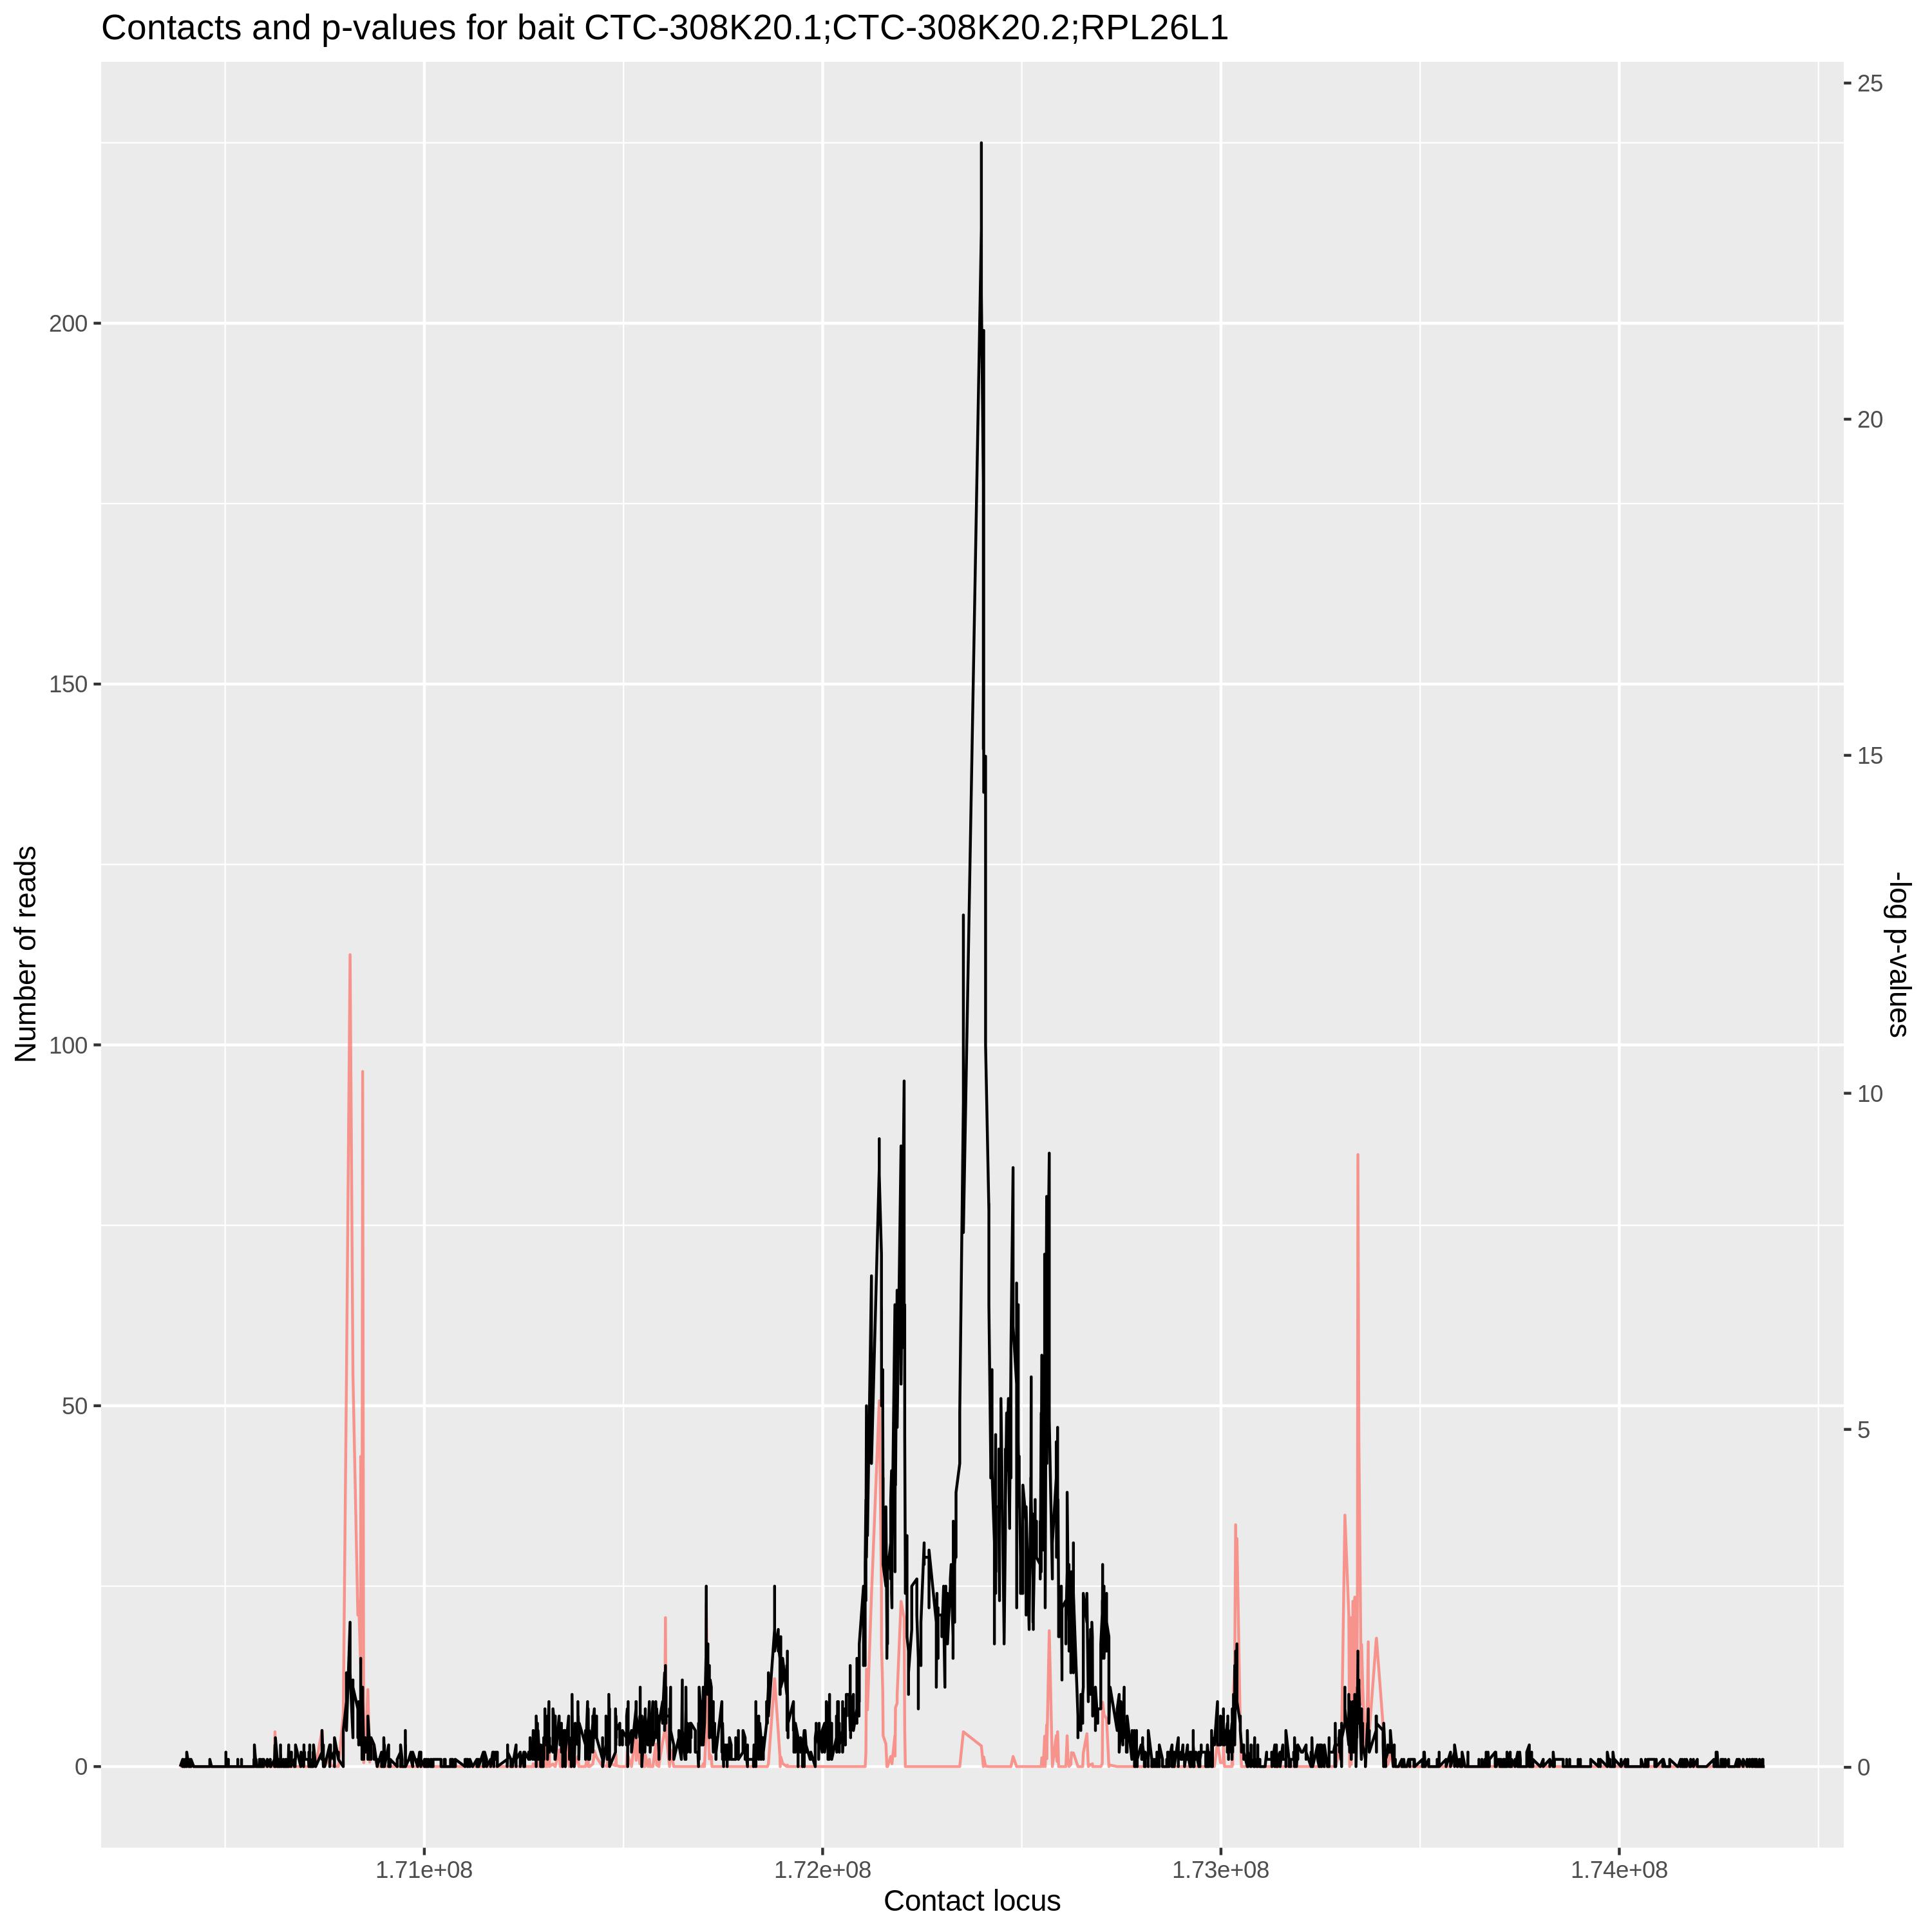 Contacts and p-values for bait CTC-308K20.1;CTC-308K20.2;RPL26L1
Number of reads
200
150
100
50
0
25
20
15
10
5
0
-log p-values
1.71e+08
1.72e+08
1.73e+08
1.74e+08
Contact locus